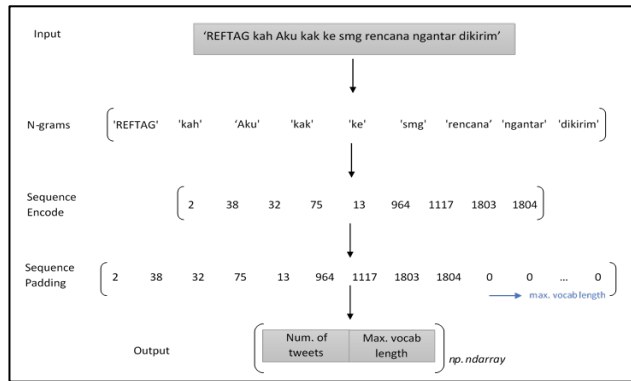 Input
‘REFTAG kah Aku kak ke smg rencana ngantar dikirim’
N-grams
'REFTAG' 'kah' ‘Aku' 'kak' 'ke' 'smg' 'rencana’ 'ngantar' 'dikirim'
Sequence
Encode
2 38 32 75 13 964 1117 1803 1804
Sequence
Padding
2 38 32 75 13 964 1117 1803 1804 0 0 ... 0
max. vocab length
Output
Num. of
tweets
Max. vocab
length
np.ndarray